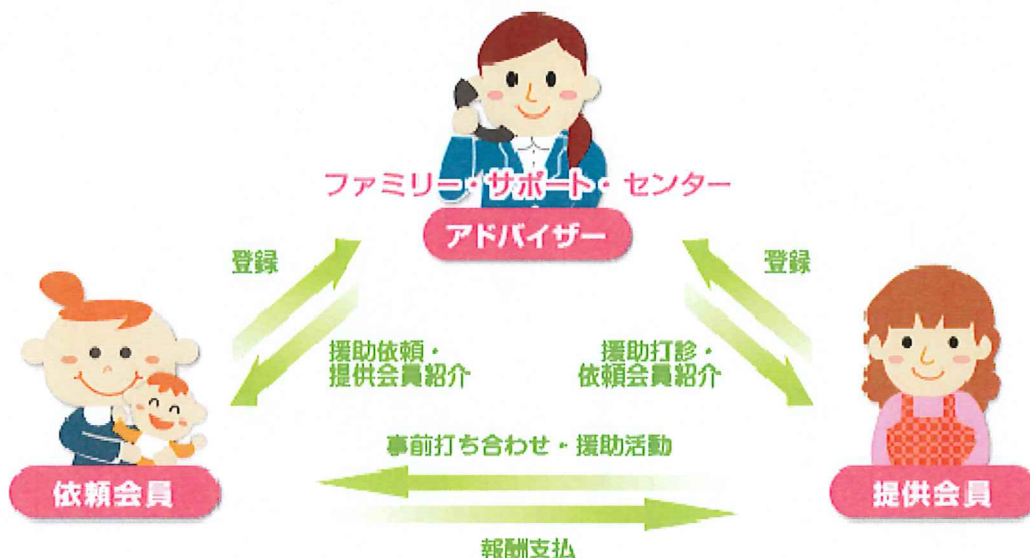 ファミリー・サポート・センター
アドバイザー
登録
登録
援助依頼・
提供会員紹介
援助打診・
依頼会員紹介
事前打ち合わせ・援助活動
依頼会員
提供会員
報酬支払